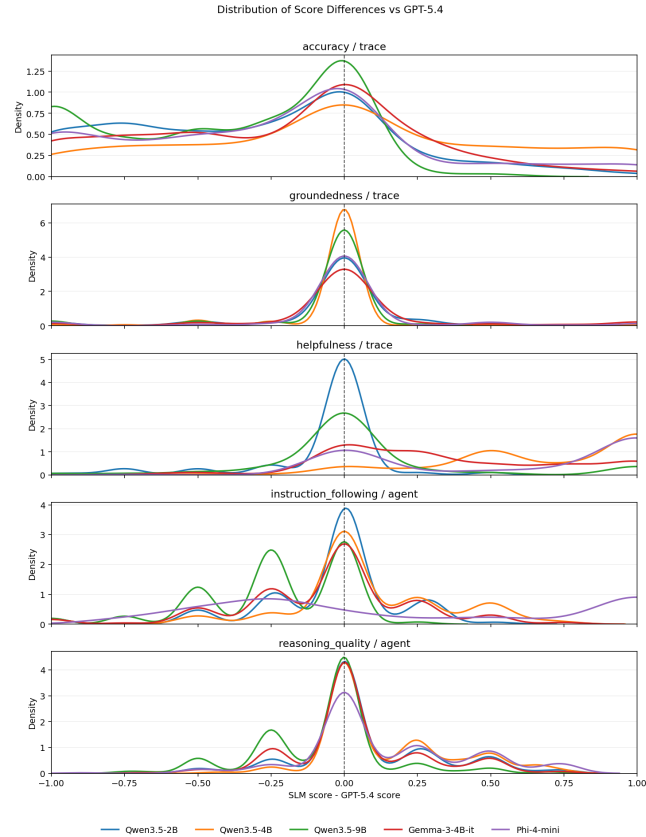 Distribution of Score Differences vs GPT-5.4
accuracy / trace
Density
1.25
1.00
0.75
0.50
0.25
0.00
groundedness / trace
Density
6
4
2
0
helpfulness / trace
Density
5
4
3
2
1
0
instruction_following / agent
Density
4
3
2
1
0
reasoning_quality / agent
Density
4
3
2
1
0
−1.00 −0.75 −0.50 −0.25 0.00 0.25 0.50 0.75 1.00
SLM score - GPT-5.4 score
Qwen3.5-2B Qwen3.5-4B Qwen3.5-9B Gemma-3-4B-it Phi-4-mini